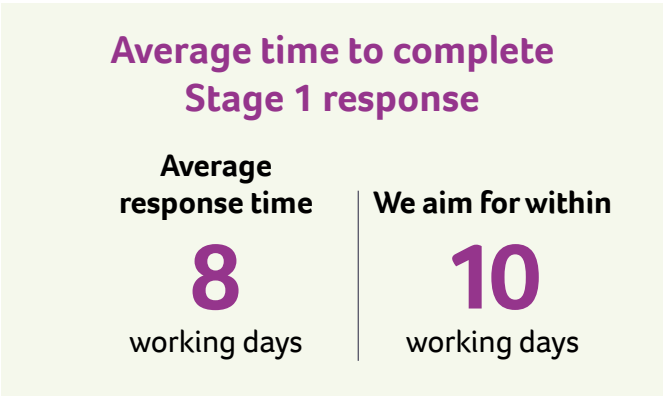 Average time to complete
Stage 1 response
Average
response time
8
working days
We aim for within
10
working days